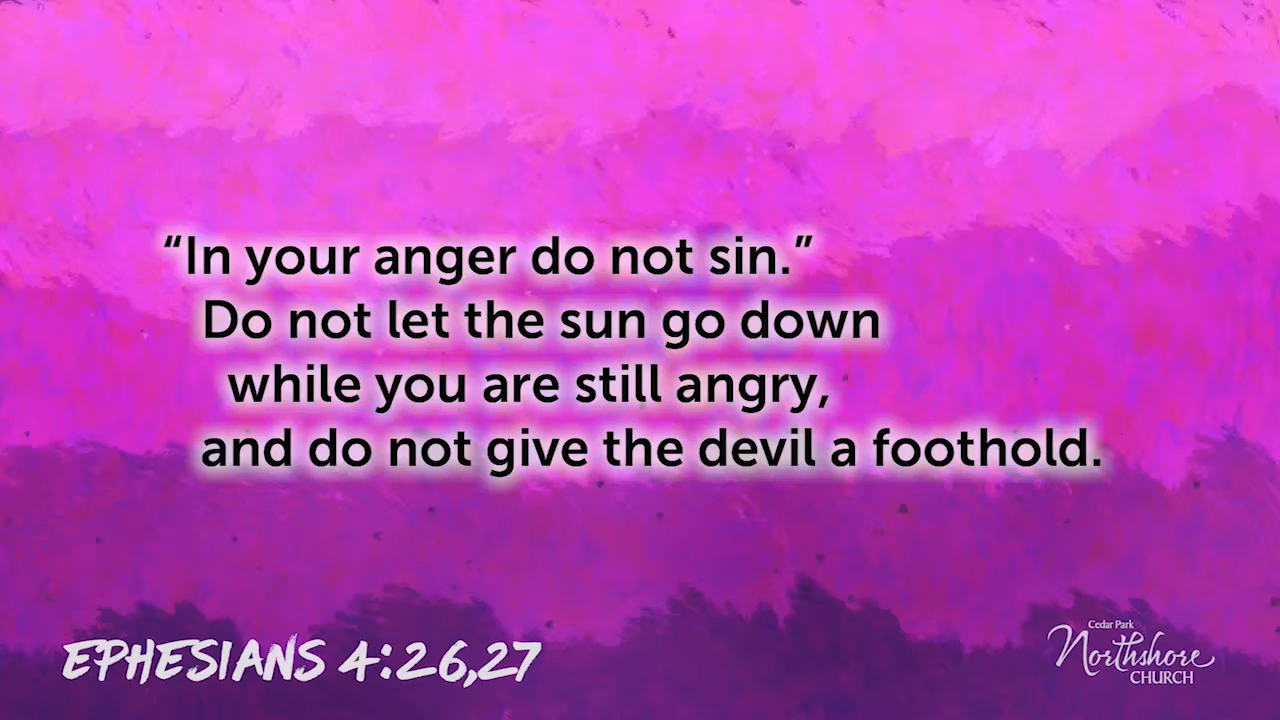 “In your anger do not sin.”
Do not let the sun go down
while you are still angry,
and do not give the devil a foothold.
EPHESIANS 4:26,27
Cedar Park
Northshore
CHURCH